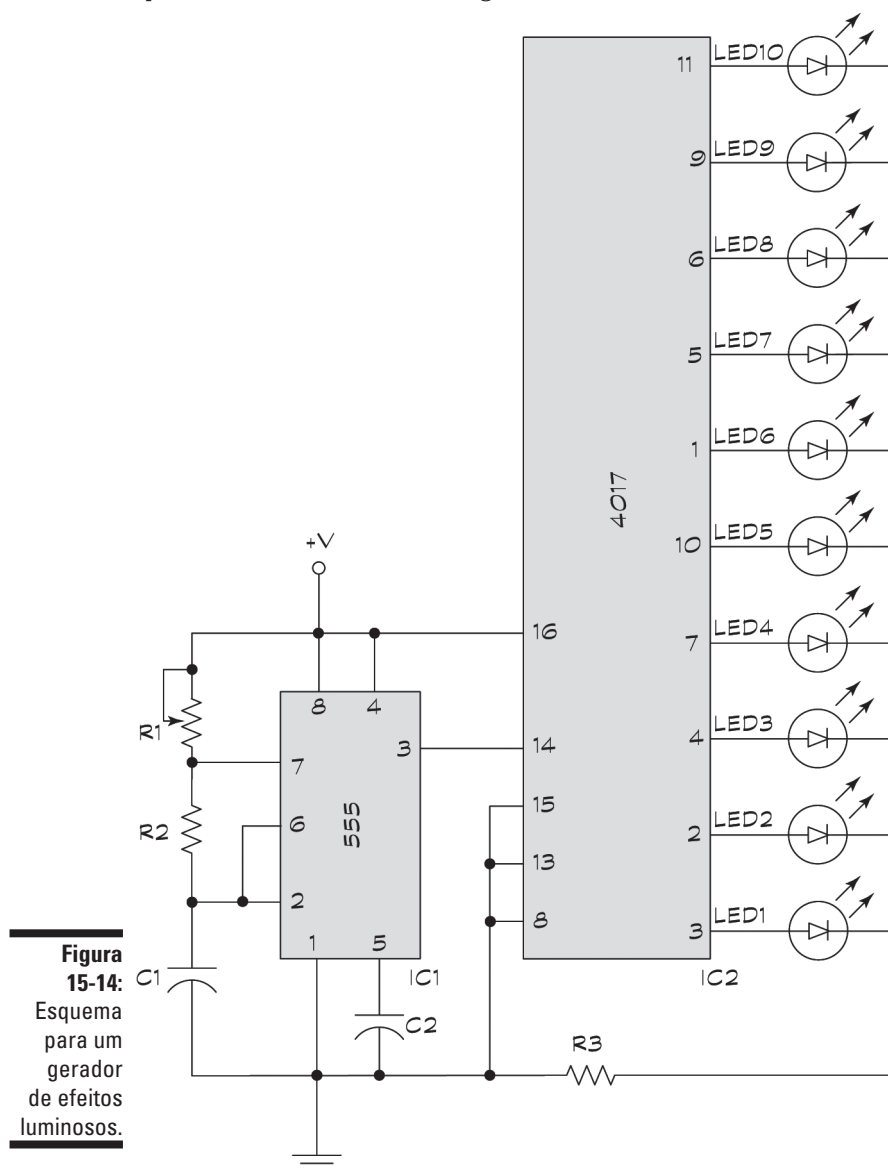 11 LED10
9 LED9
6 LED8
5 LED7
1 LED6
4017
10 LED5
+V
16
7 LED4
8 4
R1
3
14
4 LED3
7
15
R2
6
555
2 LED2
13
2
8
3 LED1
1 5
Figura
15-14:
Esquema
para um
gerador
de efeitos
luminosos.
C1
IC1
IC2
C2
R3